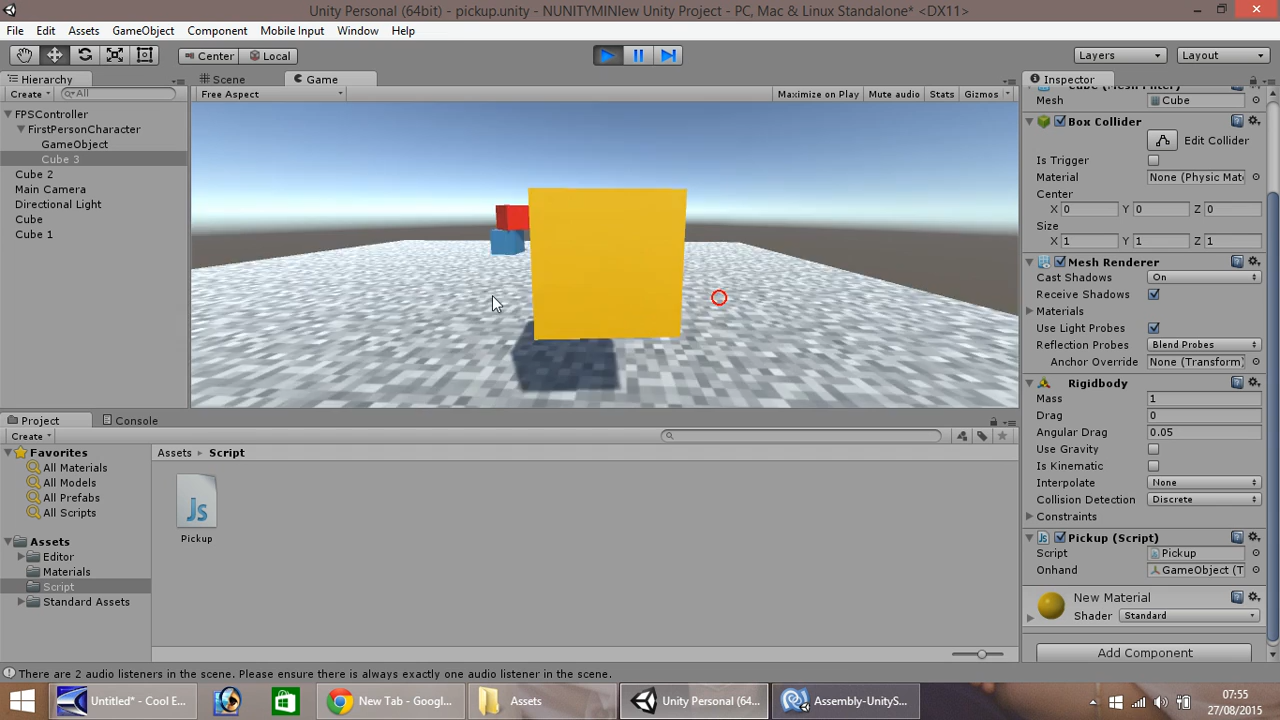 Unity Personal (64bit) - pickup.unity - NUNITYMINIew Unity Project - PC, Mac & Linux Standalone* <DX11>
File Edit Assets GameObject Component Mobile Input Window Help
Center Local Layers Layout
Hierarchy Scene Game Inspector
Create All Free Aspect Maximize on Play Mute audio Stats Gizmos
Mesh Cube
FPSController
FirstPersonCharacter
GameObject
Cube 3
Cube 2
Main Camera
Directional Light
Cube
Cube 1
Box Collider
Edit Collider
Is Trigger
Material None (Physic Mat
Center
X 0 Y 0 Z 0
Size
X 1 Y 1 Z 1
Mesh Renderer
Cast Shadows On
Receive Shadows
Materials
Use Light Probes
Reflection Probes Blend Probes
Anchor Override None (Transform)
Rigidbody
Mass 1
Drag 0
Angular Drag 0.05
Use Gravity
Is Kinematic
Interpolate None
Collision Detection Discrete
Constraints
Pickup (Script)
Script Pickup
Onhand GameObject (T
New Material
Shader Standard
Add Component
Project Console
Create
Favorites
All Materials
All Models
All Prefabs
All Scripts
Assets
Editor
Materials
Script
Standard Assets
Assets Script
Js
Pickup
There are 2 audio listeners in the scene. Please ensure there is always exactly one audio listener in the scene.
Untitled* - Cool E... New Tab - Google... Assets Unity Personal (64... Assembly-UnityS...
07:55
27/08/2015